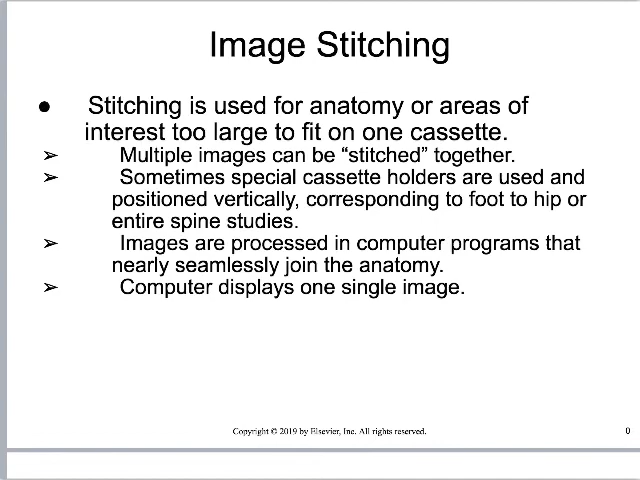 Image Stitching
● Stitching is used for anatomy or areas of
interest too large to fit on one cassette.
➢ Multiple images can be “stitched” together.
➢ Sometimes special cassette holders are used and
positioned vertically, corresponding to foot to hip or
entire spine studies.
➢ Images are processed in computer programs that
nearly seamlessly join the anatomy.
➢ Computer displays one single image.
Copyright © 2019 by Elsevier, Inc. All rights reserved.
0